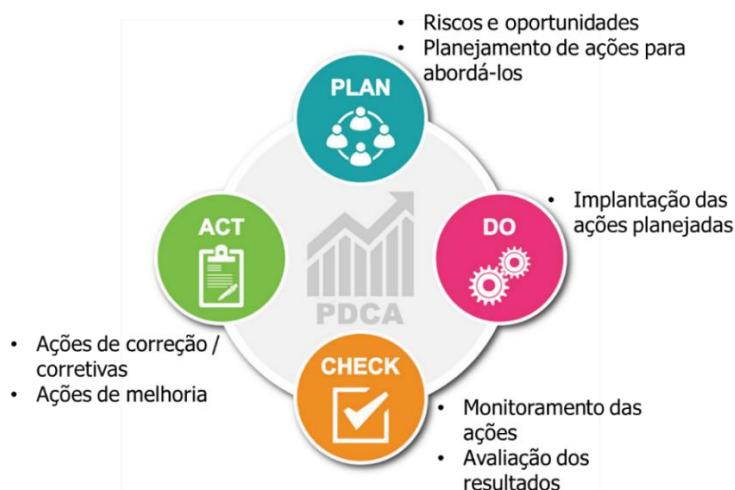 • Riscos e oportunidades
• Planejamento de ações para
abordá-los
PLAN
• Implantação das
ações planejadas
DO
ACT
PDCA
• Ações de correção /
corretivas
• Ações de melhoria
CHECK
• Monitoramento das
ações
• Avaliação dos
resultados